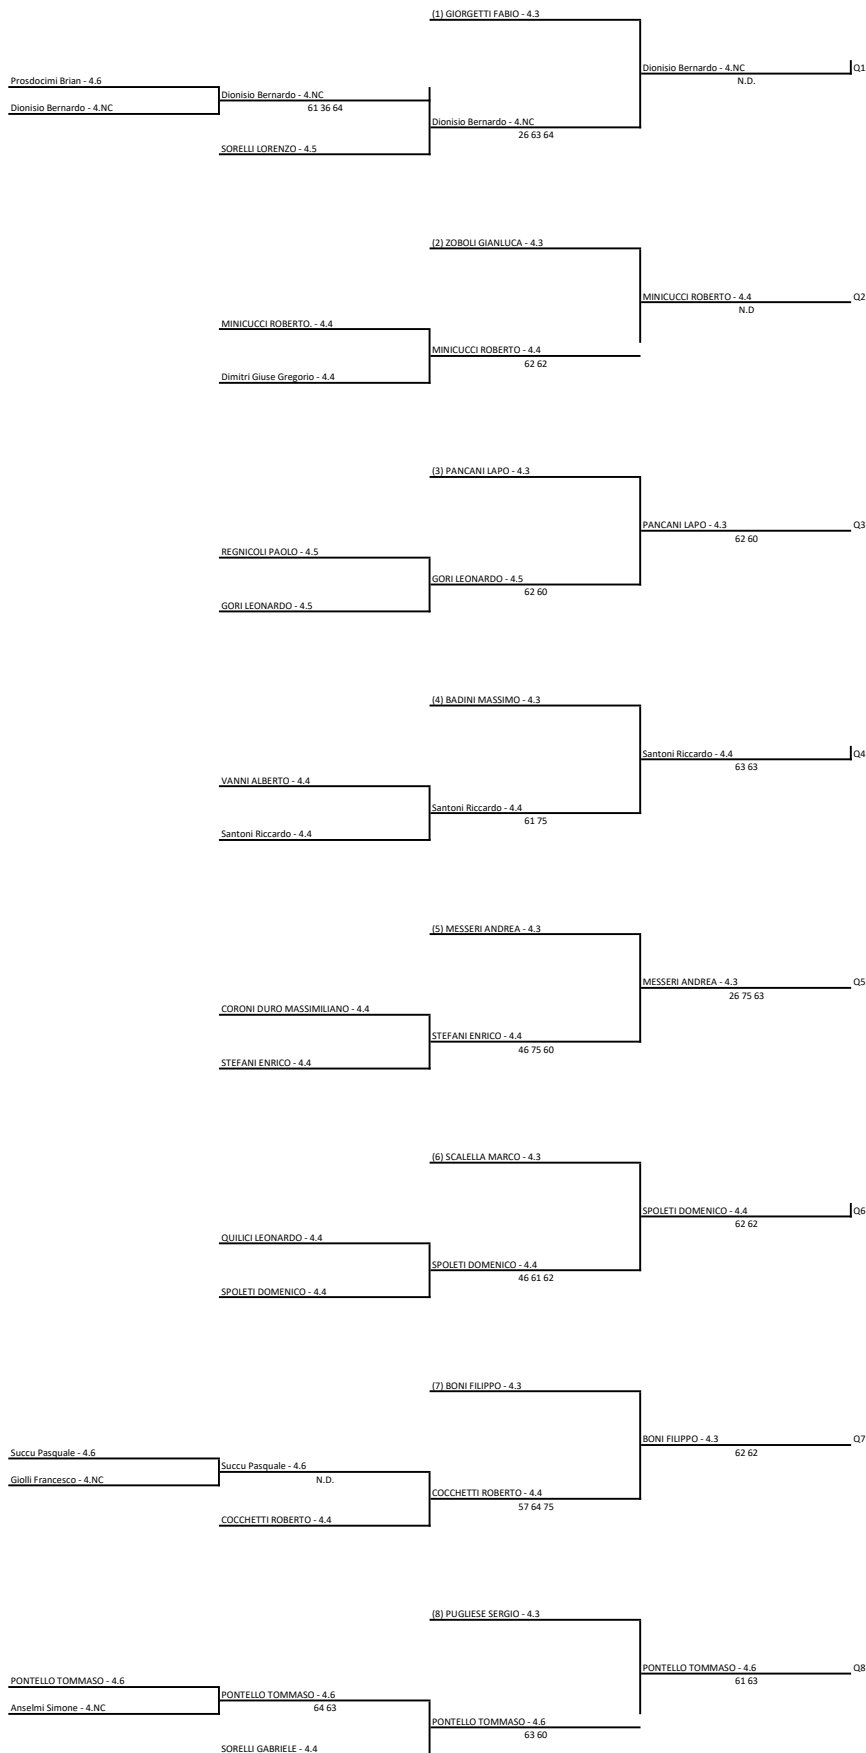 (1) GIORGETTI FABIO - 4.3
Dionisio Bernardo - 4.NC
Q1
N.D.
Prosdocimi Brian - 4.6
Dionisio Bernardo - 4.NC
61 36 64
Dionisio Bernardo - 4.NC
Dionisio Bernardo - 4.NC
26 63 64
SORELLI LORENZO - 4.5
(2) ZOBOLI GIANLUCA - 4.3
MINICUCCI ROBERTO - 4.4
Q2
N.D
MINICUCCI ROBERTO. - 4.4
MINICUCCI ROBERTO - 4.4
62 62
Dimitri Giuse Gregorio - 4.4
(3) PANCANI LAPO - 4.3
PANCANI LAPO - 4.3
Q3
62 60
REGNICOLI PAOLO - 4.5
GORI LEONARDO - 4.5
62 60
GORI LEONARDO - 4.5
(4) BADINI MASSIMO - 4.3
Santoni Riccardo - 4.4
Q4
63 63
VANNI ALBERTO - 4.4
Santoni Riccardo - 4.4
61 75
Santoni Riccardo - 4.4
(5) MESSERI ANDREA - 4.3
MESSERI ANDREA - 4.3
Q5
26 75 63
CORONI DURO MASSIMILIANO - 4.4
STEFANI ENRICO - 4.4
46 75 60
STEFANI ENRICO - 4.4
(6) SCALELLA MARCO - 4.3
SPOLETI DOMENICO - 4.4
Q6
62 62
QUILICI LEONARDO - 4.4
SPOLETI DOMENICO - 4.4
46 61 62
SPOLETI DOMENICO - 4.4
(7) BONI FILIPPO - 4.3
BONI FILIPPO - 4.3
Q7
62 62
Succu Pasquale - 4.6
Succu Pasquale - 4.6
N.D.
Giolli Francesco - 4.NC
COCCHETTI ROBERTO - 4.4
57 64 75
COCCHETTI ROBERTO - 4.4
(8) PUGLIESE SERGIO - 4.3
PONTELLO TOMMASO - 4.6
Q8
61 63
PONTELLO TOMMASO - 4.6
PONTELLO TOMMASO - 4.6
64 63
Anselmi Simone - 4.NC
PONTELLO TOMMASO - 4.6
63 60
SORELLI GABRIELE - 4.4